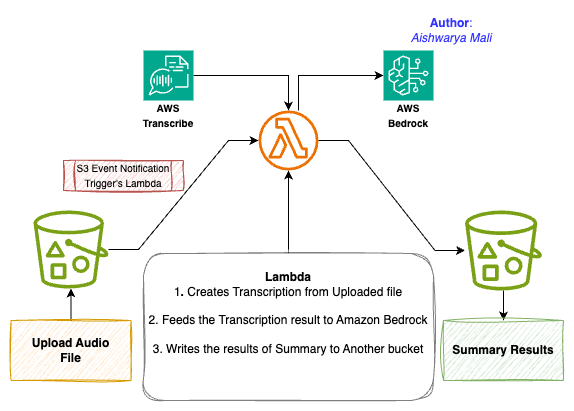 Author:
Aishwarya Mali
AWS
Transcribe
AWS
Bedrock
S3 Event Notification
Trigger's Lambda
Lambda
1. Creates Transcription from Uploaded file
2. Feeds the Transcription result to Amazon Bedrock
3. Writes the results of Summary to Another bucket
Upload Audio
File
Summary Results